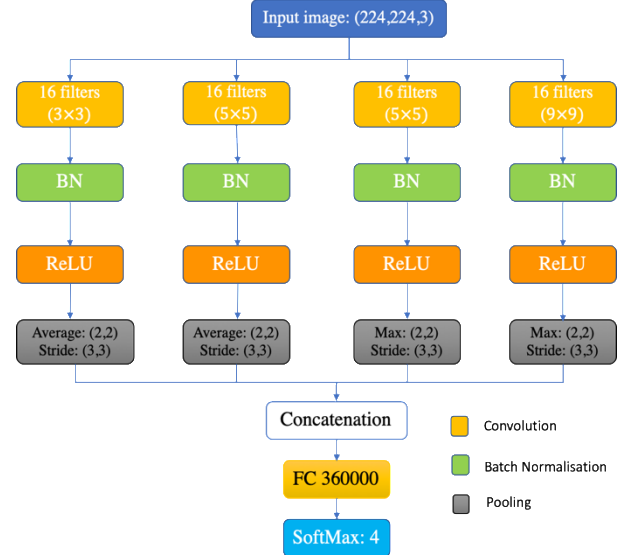 Input image: (224,224,3)
16 filters
(3×3)
16 filters
(5×5)
16 filters
(5×5)
16 filters
(9×9)
BN
BN
BN
BN
ReLU
ReLU
ReLU
ReLU
Average: (2,2)
Stride: (3,3)
Average: (2,2)
Stride: (3,3)
Max: (2,2)
Stride: (3,3)
Max: (2,2)
Stride: (3,3)
Concatenation
FC 360000
SoftMax: 4
Convolution
Batch Normalisation
Pooling